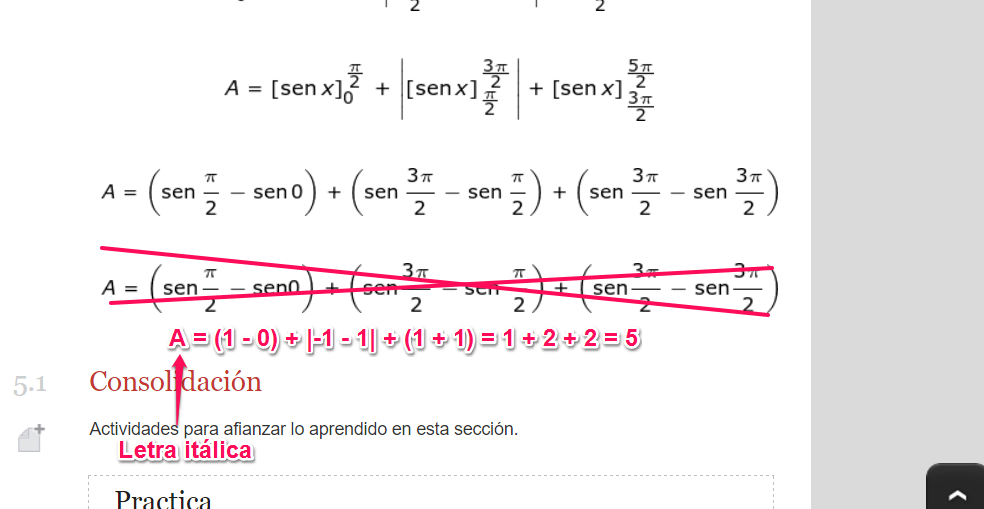 A = [sen x]₀^(π/2) + |[sen x]_(π/2)^(3π/2)| + [sen x]_(3π/2)^(5π/2)
A = (sen π/2 − sen 0) + (sen 3π/2 − sen π/2) + (sen 3π/2 − sen 3π/2)
A = (sen π/2 − sen0) + (sen 3π/2 − sen π/2) + (sen 3π/2 − sen 3π/2)
A = (1 - 0) + |-1 - 1| + (1 + 1) = 1 + 2 + 2 = 5
5.1 Consolidación
Actividades para afianzar lo aprendido en esta sección.
Letra itálica
Practica